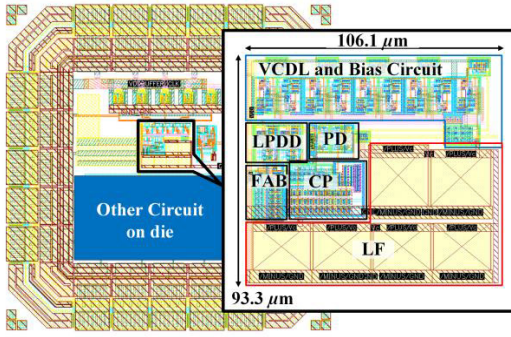 106.1 µm
VCDL and Bias Circuit
LPDD
PD
FAB
CP
Other Circuit
on die
LF
93.3 µm